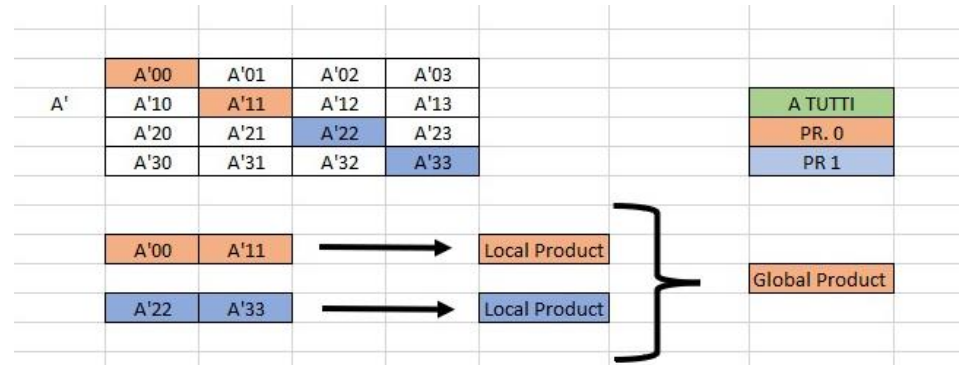 A'00 A'01 A'02 A'03
A' A'10 A'11 A'12 A'13 A TUTTI
A'20 A'21 A'22 A'23 PR. 0
A'30 A'31 A'32 A'33 PR 1
A'00 A'11 Local Product
Global Product
A'22 A'33 Local Product